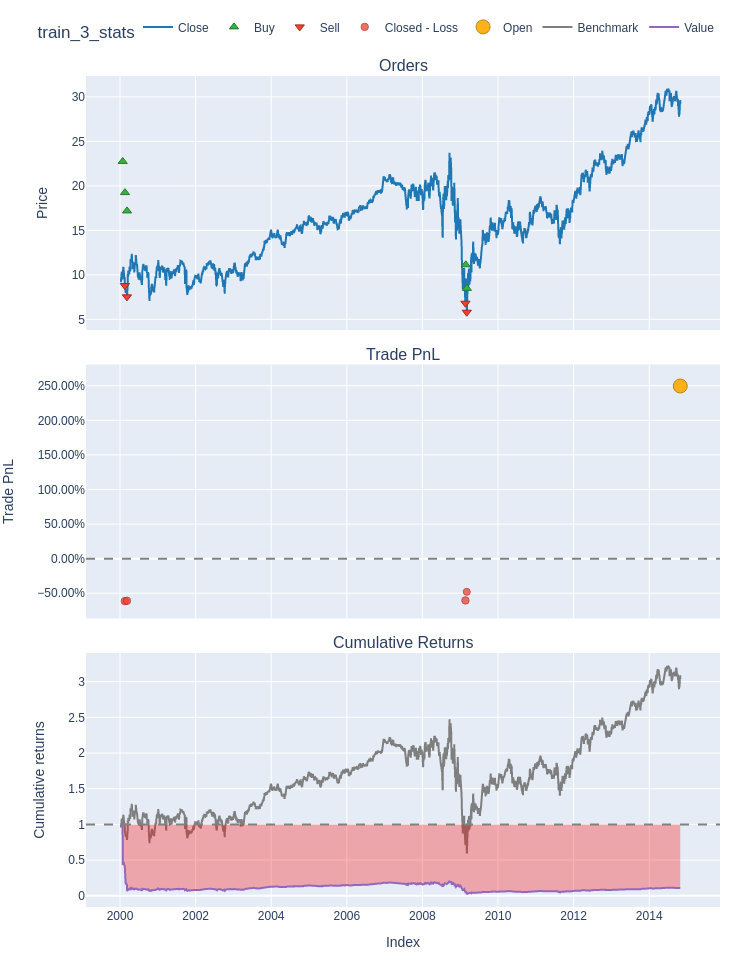 train_3_stats
Close
Buy
Sell
Closed - Loss
Open
Benchmark
Value
Orders
30
25
20
15
10
5
Price
Trade PnL
250.00%
200.00%
150.00%
100.00%
50.00%
0.00%
−50.00%
Trade PnL
Cumulative Returns
3
2.5
2
1.5
1
0.5
0
Cumulative returns
2000 2002 2004 2006 2008 2010 2012 2014
Index